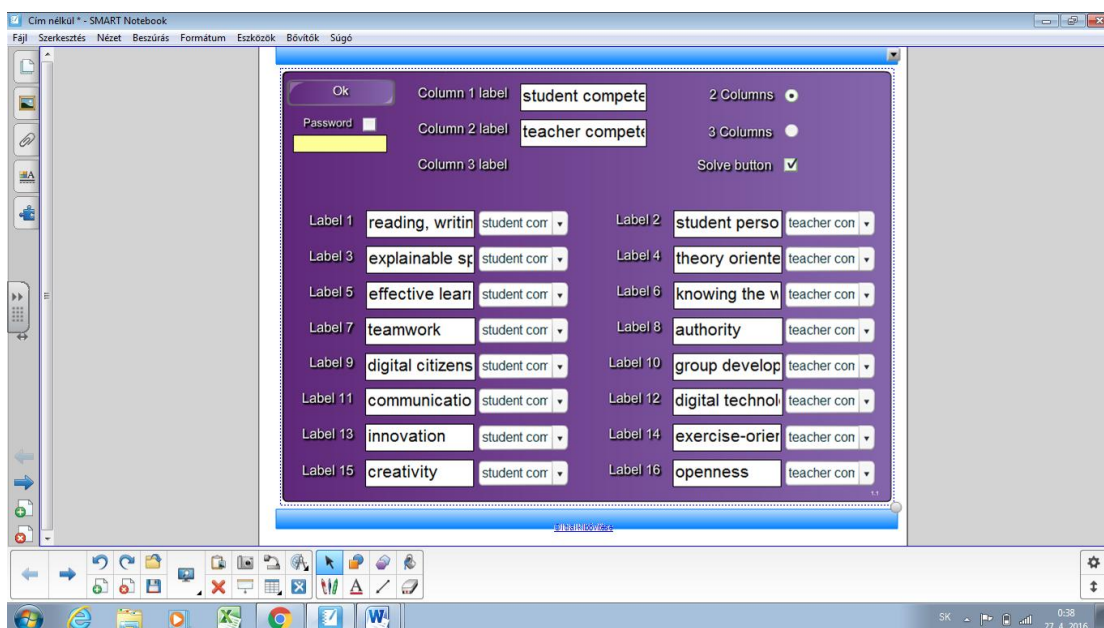 Cím nélkül * - SMART Notebook
Fájl Szerkesztés Nézet Beszúrás Formátum Eszközök Bővítők Súgó
Ok
Column 1 label student compete
2 Columns
Password
Column 2 label teacher compete
3 Columns
Column 3 label
Solve button
Label 1 reading, writin student com
Label 2 student perso teacher con
Label 3 explainable sp student com
Label 4 theory oriente teacher con
Label 5 effective lear student com
Label 6 knowing the w teacher con
Label 7 teamwork student com
Label 8 authority teacher con
Label 9 digital citizens student com
Label 10 group develop teacher con
Label 11 communicatio student com
Label 12 digital technol teacher con
Label 13 innovation student com
Label 14 exercise-orier teacher con
Label 15 creativity student com
Label 16 openness teacher con
1.1
SK
0:38
27. 4. 2016